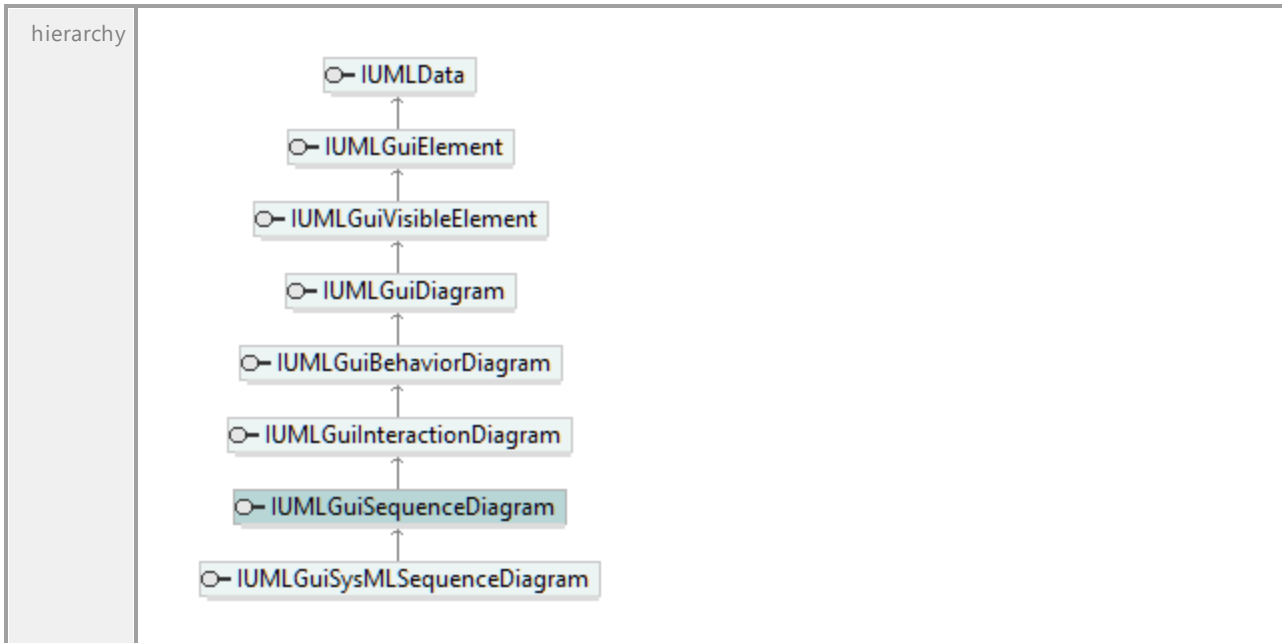 hierarchy
IUMLData
IUMLGuiElement
IUMLGuiVisibleElement
IUMLGuiDiagram
IUMLGuiBehaviorDiagram
IUMLGuiInteractionDiagram
IUMLGuiSequenceDiagram
IUMLGuiSysMLSequenceDiagram